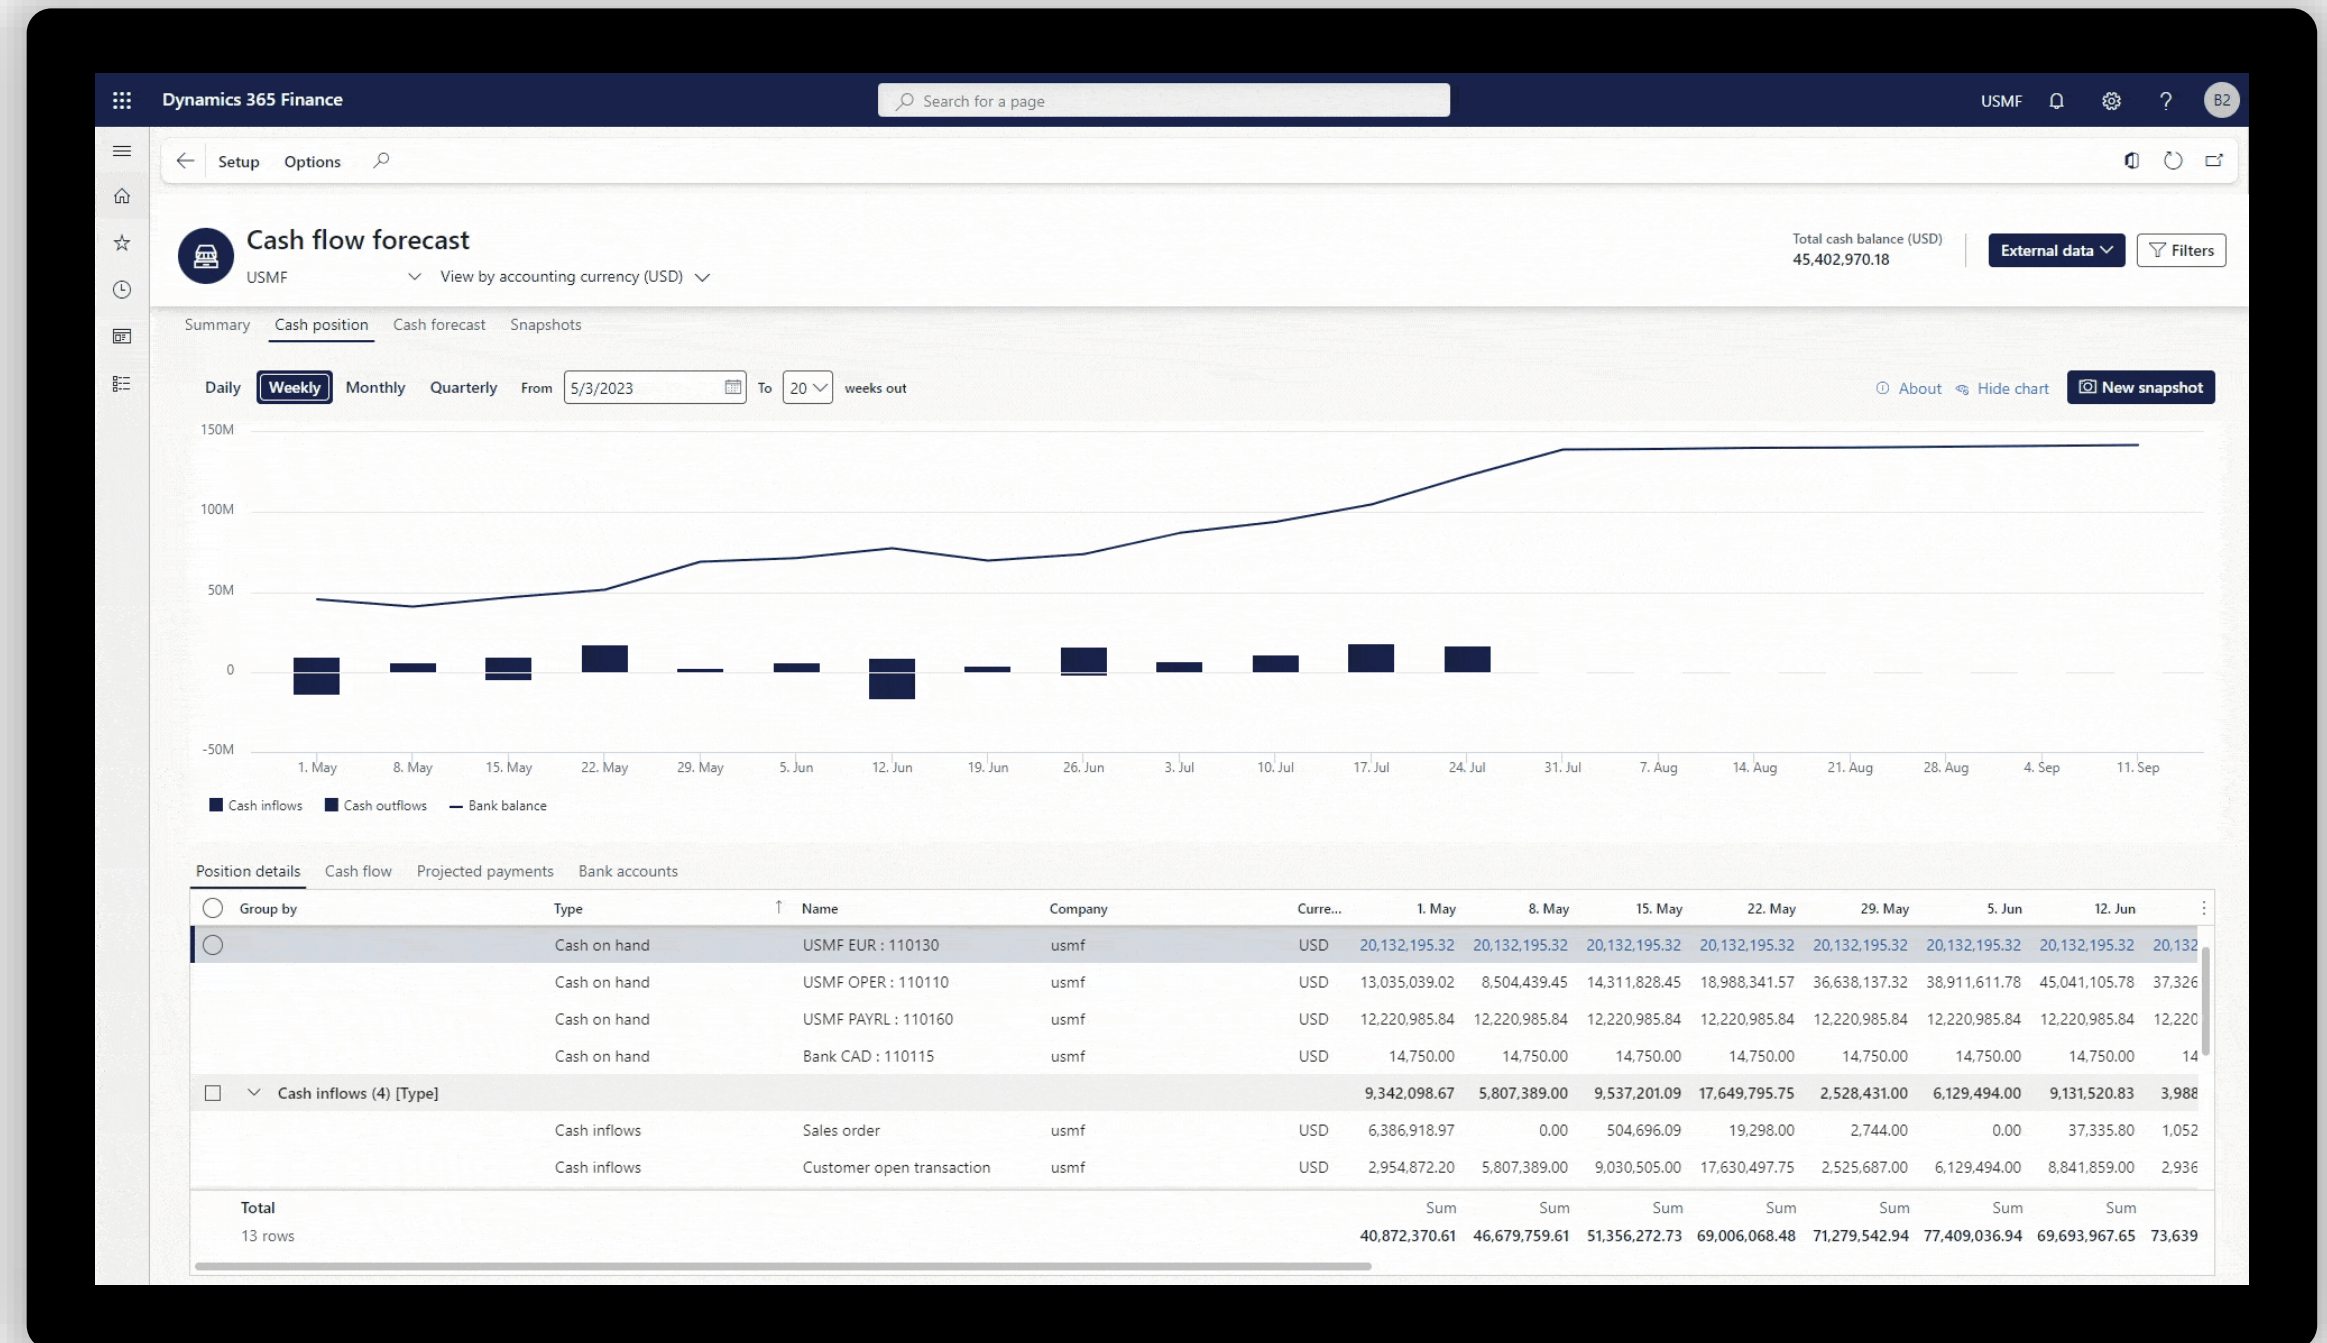 Dynamics 365 Finance
Search for a page
USMF
B2
Setup Options
Cash flow forecast
USMF View by accounting currency (USD)
Total cash balance (USD)
45,402,970.18
External data
Filters
Summary Cash position Cash forecast Snapshots
Daily Weekly Monthly Quarterly From 5/3/2023 To 20 weeks out
About Hide chart New snapshot
150M
100M
50M
0
-50M
1. May 8. May 15. May 22. May 29. May 5. Jun 12. Jun 19. Jun 26. Jun 3. Jul 10. Jul 17. Jul 24. Jul 31. Jul 7. Aug 14. Aug 21. Aug 28. Aug 4. Sep 11. Sep
Cash inflows Cash outflows Bank balance
Position details Cash flow Projected payments Bank accounts
Group by Type Name Company Curre... 1. May 8. May 15. May 22. May 29. May 5. Jun 12. Jun
Cash on hand USMF EUR : 110130 usmf USD 20,132,195.32 20,132,195.32 20,132,195.32 20,132,195.32 20,132,195.32 20,132,195.32 20,132,195.32 20,132
Cash on hand USMF OPER : 110110 usmf USD 13,035,039.02 8,504,439.45 14,311,828.45 18,988,341.57 36,638,137.32 38,911,611.78 45,041,105.78 37,326
Cash on hand USMF PAYRL : 110160 usmf USD 12,220,985.84 12,220,985.84 12,220,985.84 12,220,985.84 12,220,985.84 12,220,985.84 12,220,985.84 12,220
Cash on hand Bank CAD : 110115 usmf USD 14,750.00 14,750.00 14,750.00 14,750.00 14,750.00 14,750.00 14,750.00 14
Cash inflows (4) [Type] 9,342,098.67 5,807,389.00 9,537,201.09 17,649,795.75 2,528,431.00 6,129,494.00 9,131,520.83 3,988
Cash inflows Sales order usmf USD 6,386,918.97 0.00 504,696.09 19,298.00 2,744.00 0.00 37,335.80 1,052
Cash inflows Customer open transaction usmf USD 2,954,872.20 5,807,389.00 9,030,505.00 17,630,497.75 2,525,687.00 6,129,494.00 8,841,859.00 2,936
Total Sum Sum Sum Sum Sum Sum Sum
13 rows 40,872,370.61 46,679,759.61 51,356,272.73 69,006,068.48 71,279,542.94 77,409,036.94 69,693,967.65 73,639